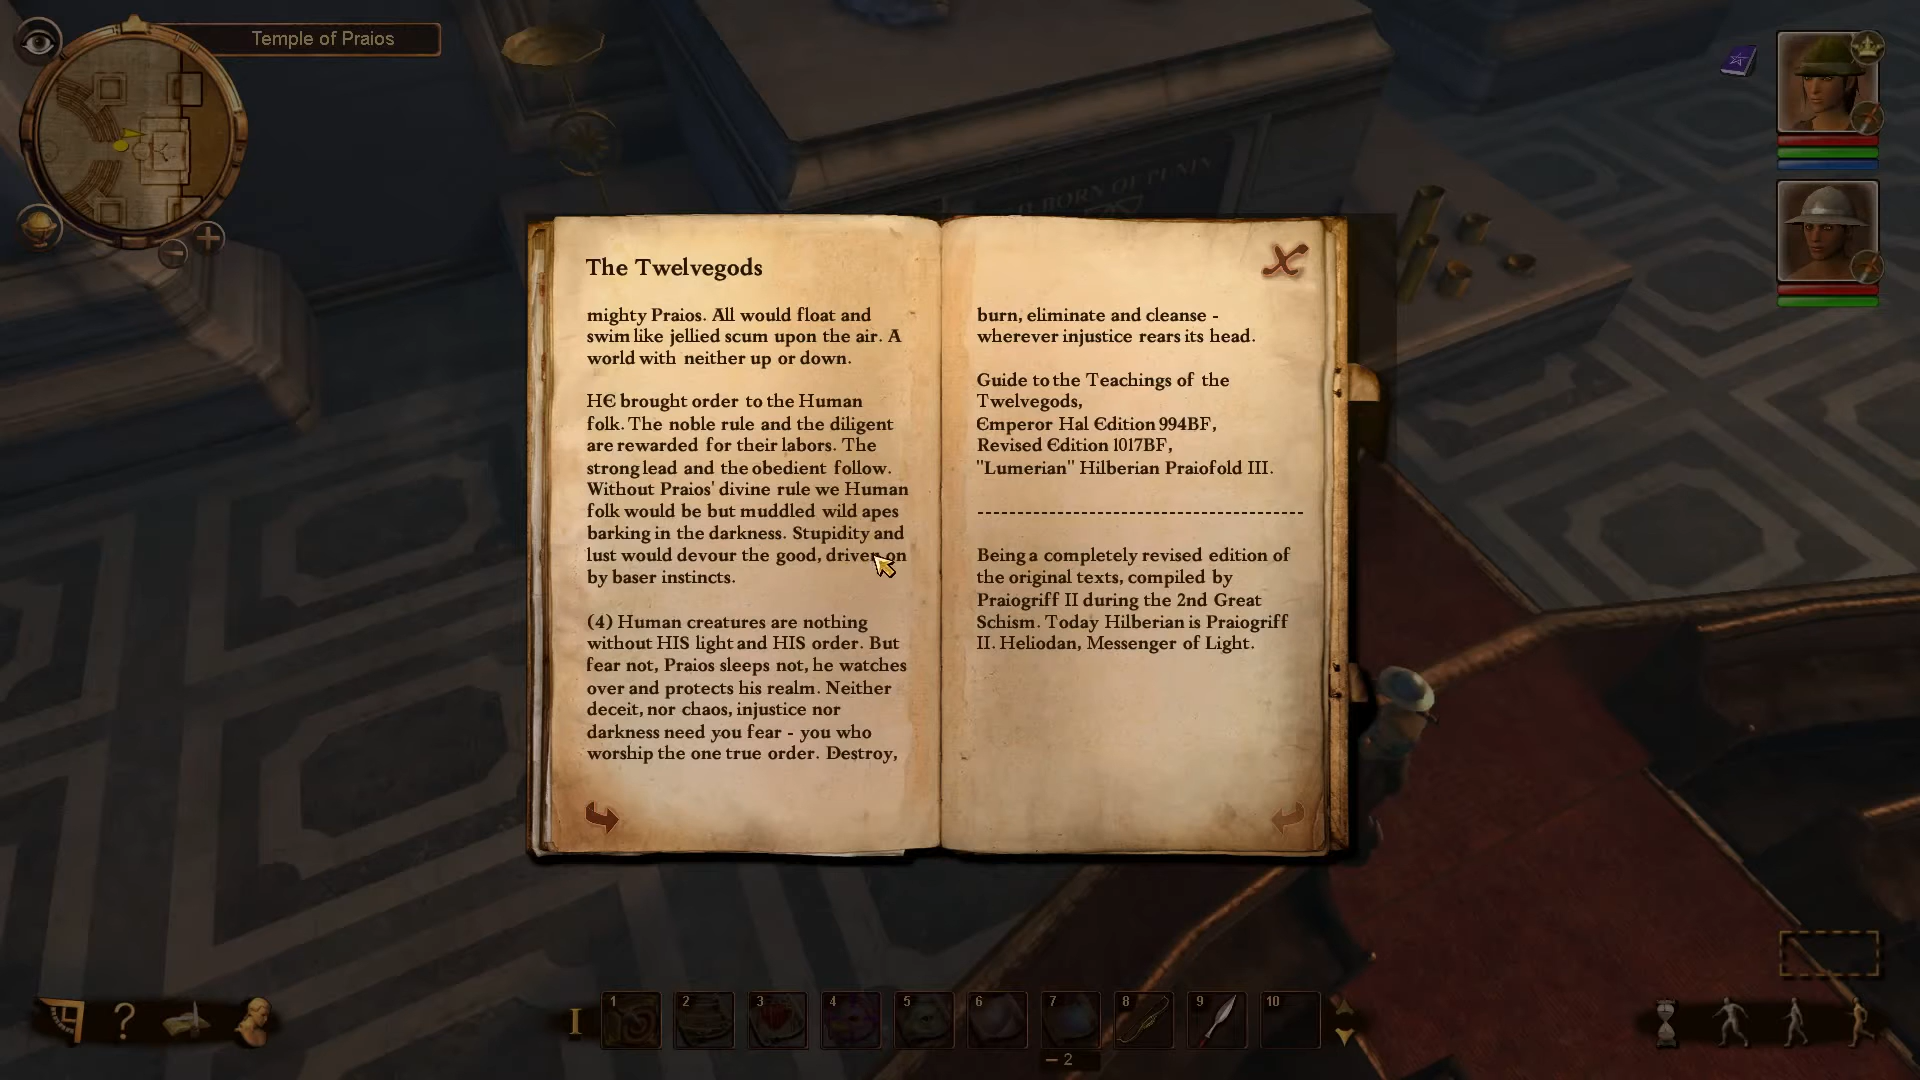 Temple of Praios
BORN OF PUNIN
The Twelvegods
mighty Praios. All would float and
swim like jellied scum upon the air. A
world with neither up or down.
HE brought order to the Human
folk. The noble rule and the diligent
are rewarded for their labors. The
strong lead and the obedient follow.
Without Praios' divine rule we Human
folk would be but muddled wild apes
barking in the darkness. Stupidity and
lust would devour the good, driven on
by baser instincts.
(4) Human creatures are nothing
without HIS light and HIS order. But
fear not, Praios sleeps not, he watches
over and protects his realm. Neither
deceit, nor chaos, injustice nor
darkness need you fear - you who
worship the one true order. Destroy,
burn, eliminate and cleanse -
wherever injustice rears its head.
Guide to the Teachings of the
Twelvegods,
Emperor Hal Edition 994BF,
Revised Edition 1017BF,
"Lumerian" Hilberian Praiofold III.
-------------------------------------
Being a completely revised edition of
the original texts, compiled by
Praiogriff II during the 2nd Great
Schism. Today Hilberian is Praiogriff
II. Heliodan, Messenger of Light.
?
I
1 2 3 4 5 6 7 8 9 10
– 2